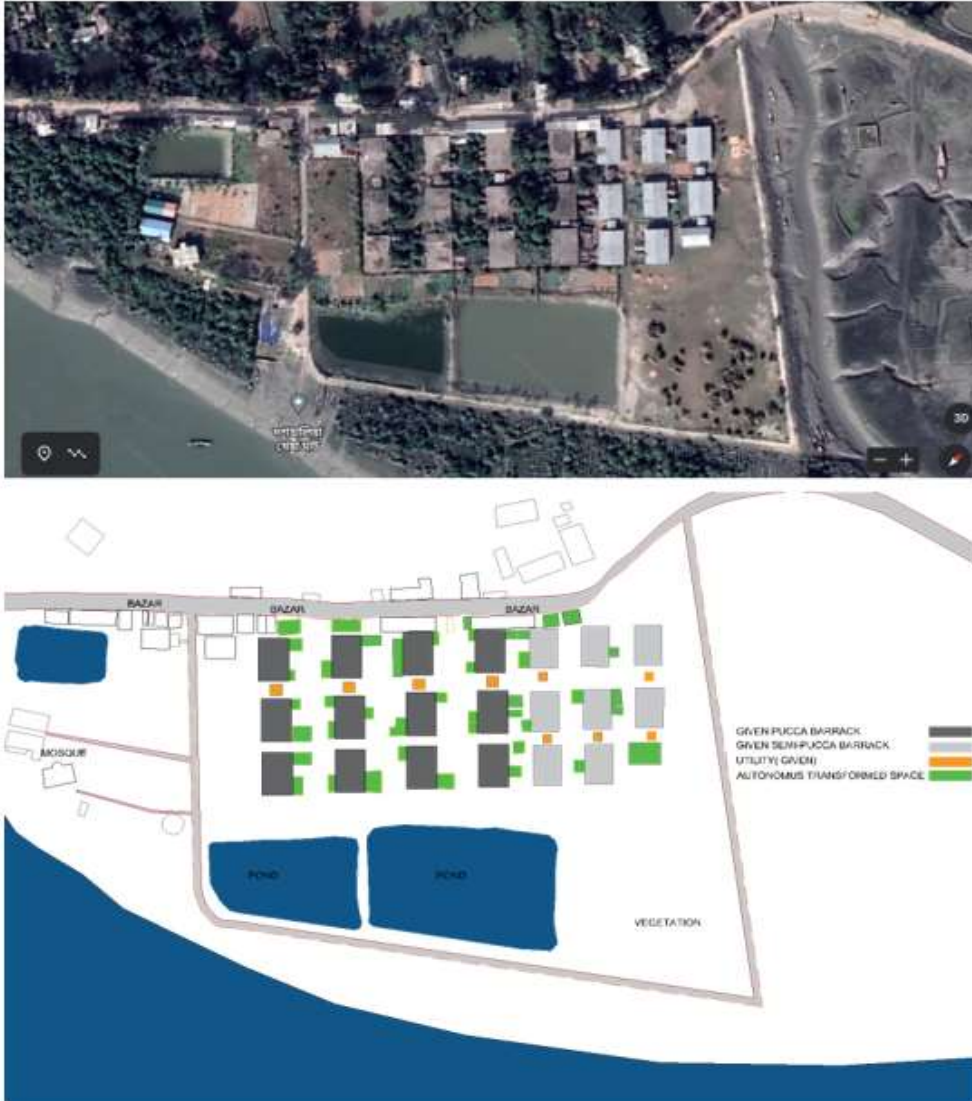 3D
BAZAR
BAZAR
BAZAR
MOSQUE
GIVEN PUCCA BARRACK
GIVEN SEMI-PUCCA BARRACK
UTILITY( GIVEN)
AUTONOMUS TRANSFORMED SPACE
POND
POND
VEGETATION